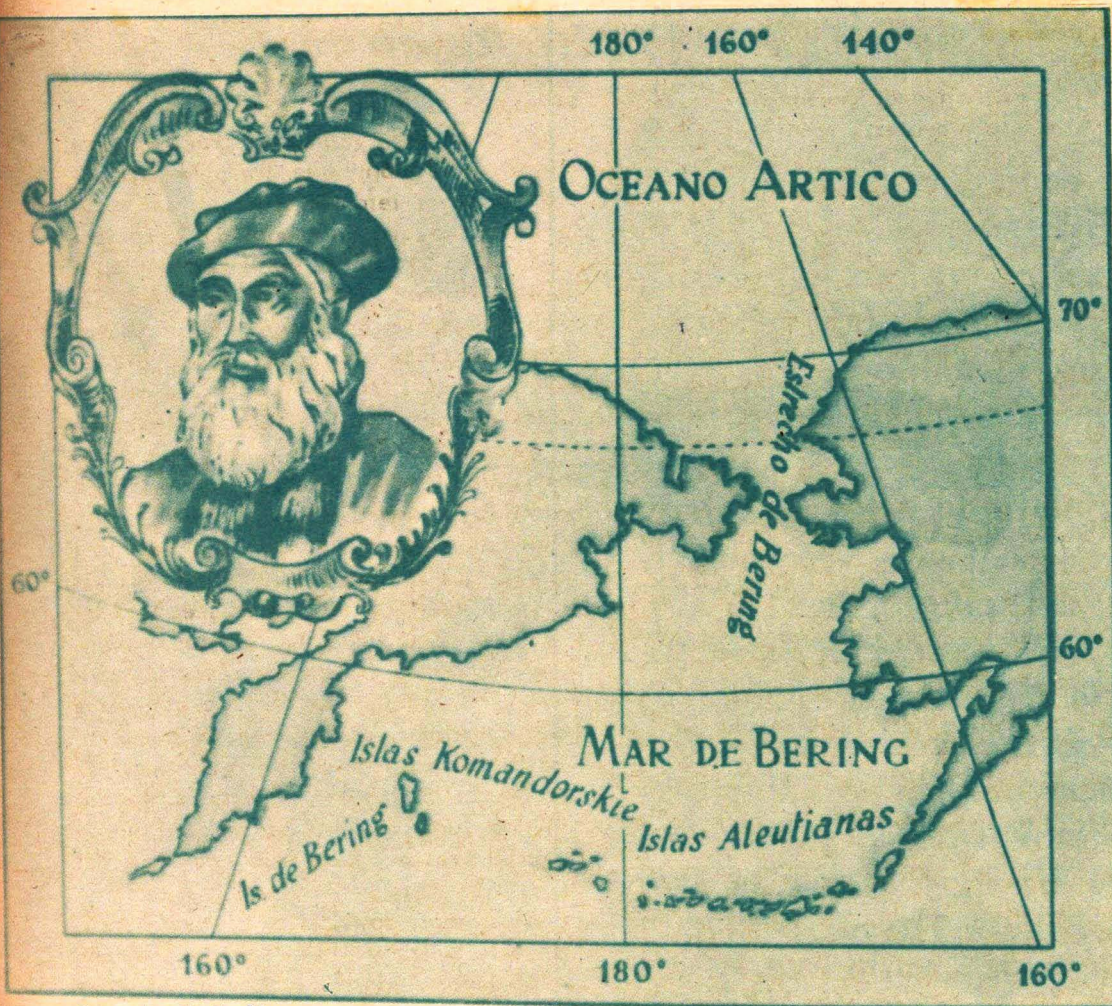 180° 160° 140°
OCEANO ARTICO
70°
Estrecho de Bering
60°
60°
MAR DE BERING
Islas Komandorskie
Islas Aleutianas
Is. de Bering
160° 180° 160°